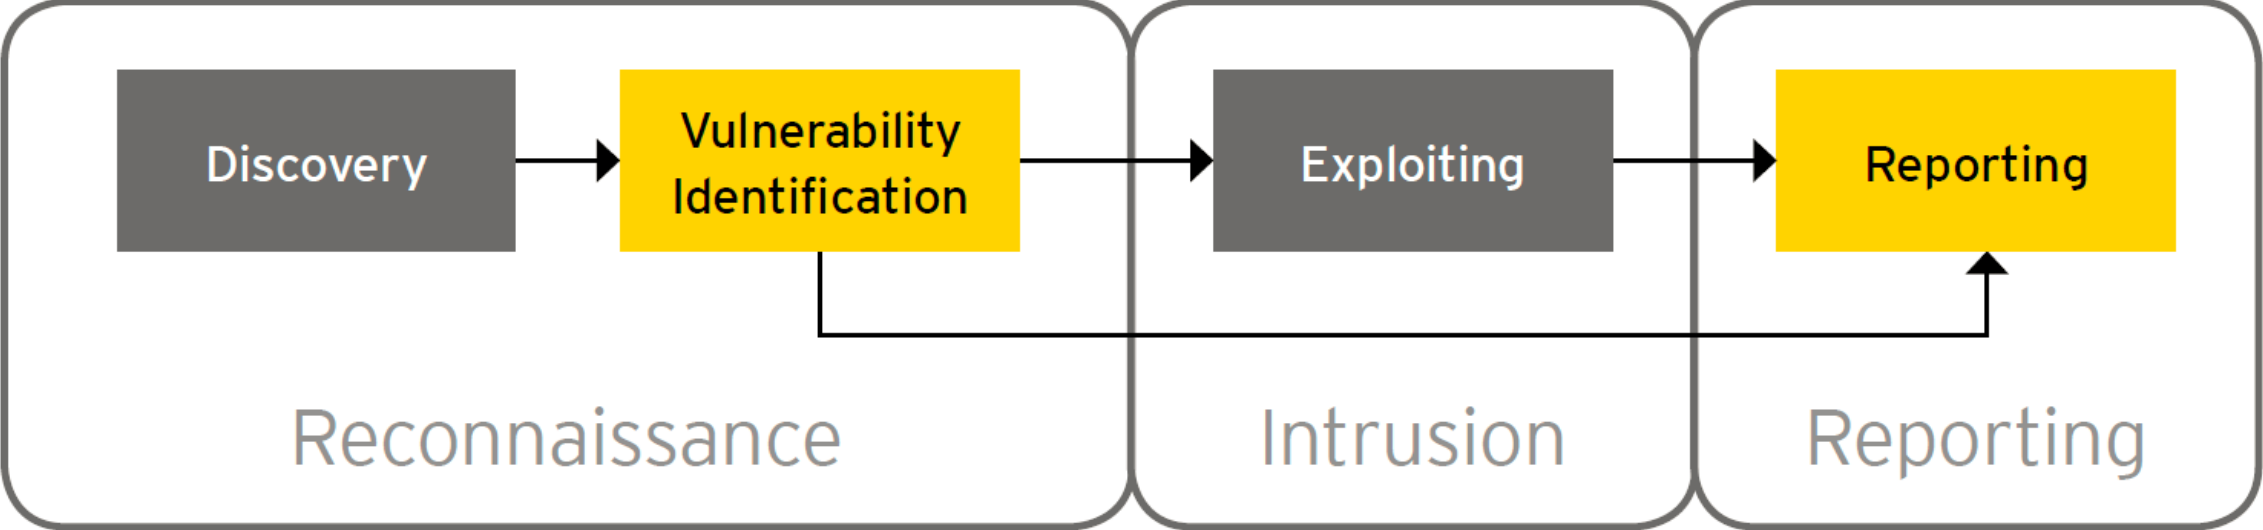 Discovery
Vulnerability
Identification
Exploiting
Reporting
Reconnaissance
Intrusion
Reporting